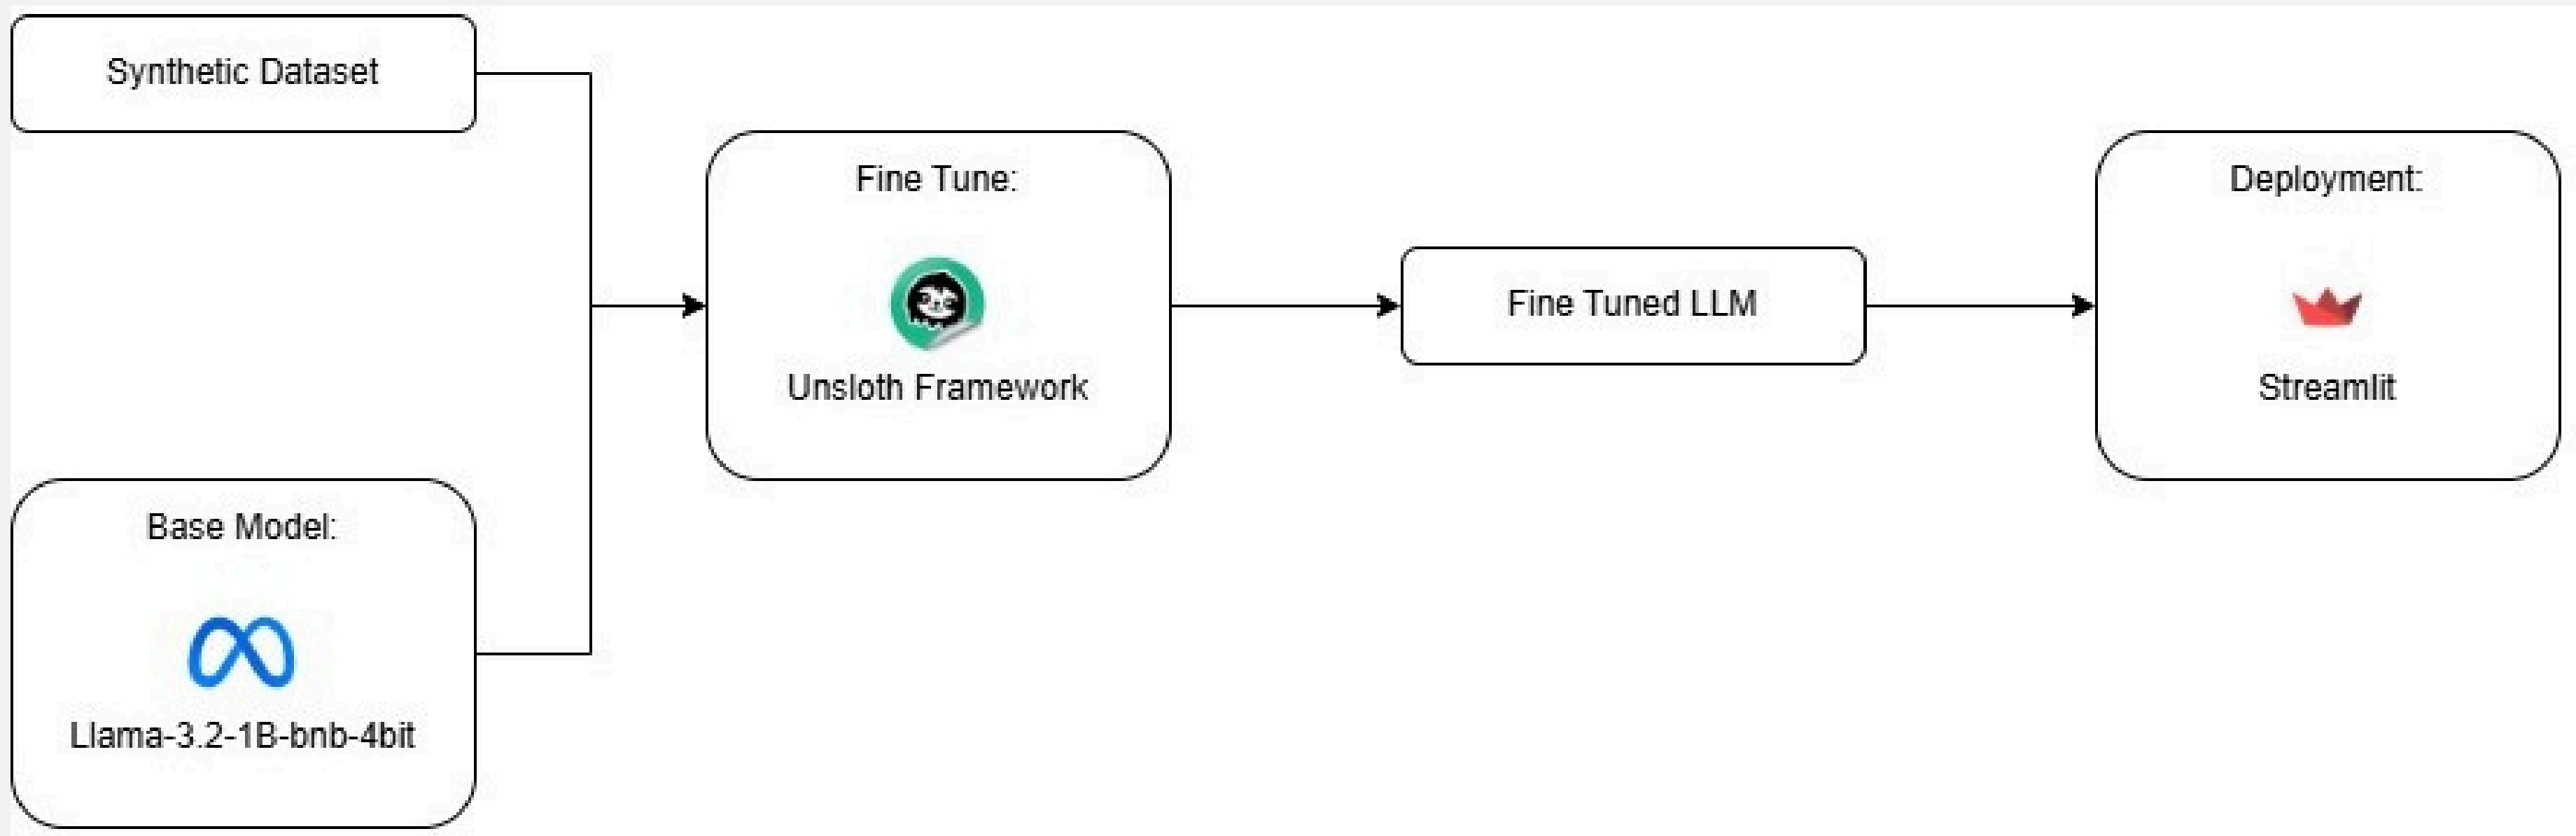 Synthetic Dataset
Base Model:
Llama-3.2-1B-bnb-4bit
Fine Tune:
Unsloth Framework
Fine Tuned LLM
Deployment:
Streamlit